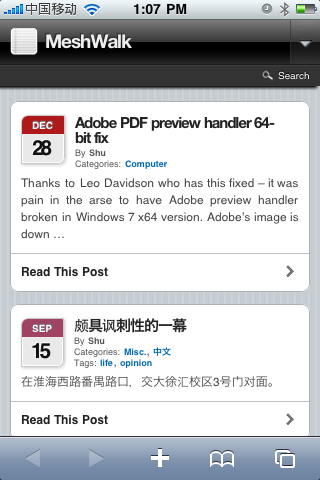 中国移动 1:07 PM
MeshWalk
Search
DEC
28
Adobe PDF preview handler 64-
bit fix
By Shu
Categories: Computer
Thanks to Leo Davidson who has this fixed – it was
pain in the arse to have Adobe preview handler
broken in Windows 7 x64 version. Adobe's image is
down ...
Read This Post
SEP
15
颇具讽刺性的一幕
By Shu
Categories: Misc., 中文
Tags: life, opinion
在淮海西路番禺路口，交大徐汇校区3号门对面。
Read This Post